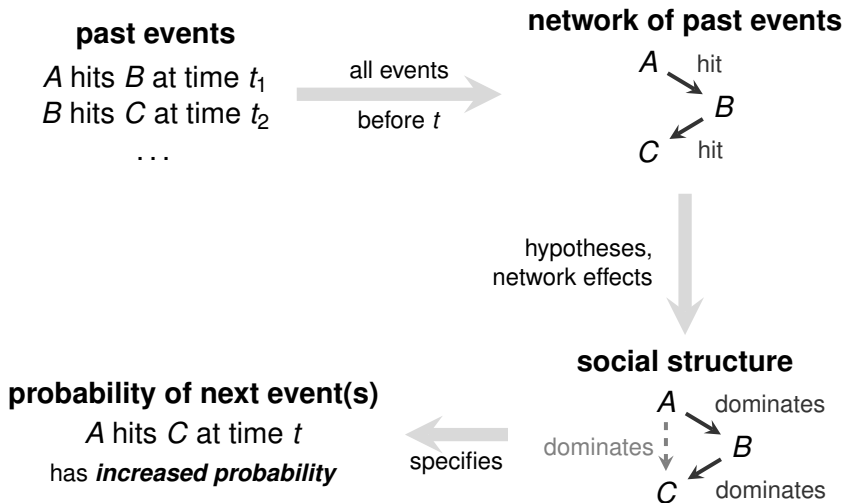 past events
A hits B at time t1
B hits C at time t2
...
all events
before t
network of past events
A
hit
B
C
hit
hypotheses,
network effects
social structure
A
dominates
B
dominates
C
dominates
specifies
probability of next event(s)
A hits C at time t
has increased probability